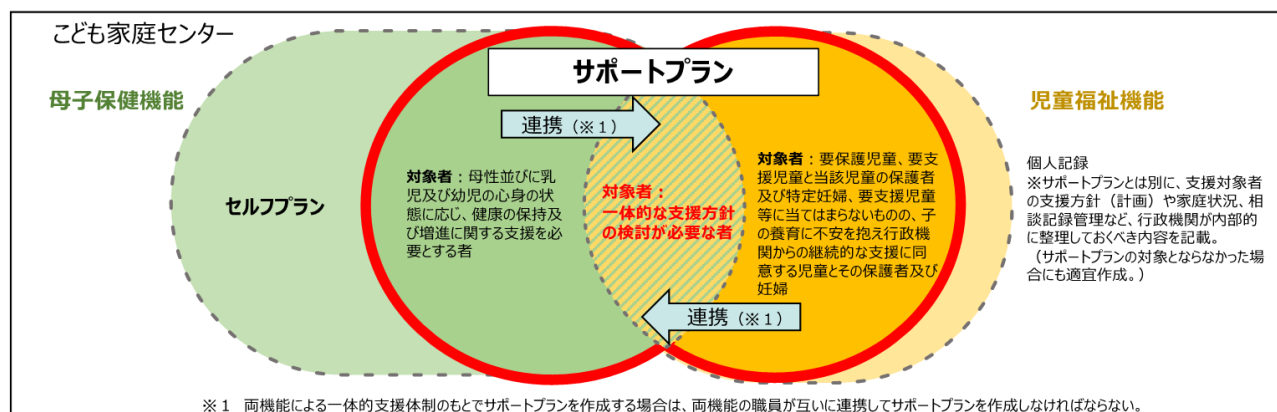 こども家庭センター
サポートプラン
母子保健機能
児童福祉機能
連携（※１）
セルフプラン
対象者：母性並びに乳
児及び幼児の心身の状
態に応じ、健康の保持及
び増進に関する支援を必
要とする者
対象者：
一体的な支援方針
の検討が必要な者
対象者：要保護児童、要支
援児童と当該児童の保護者
及び特定妊婦、要支援児童
等に当てはまらないものの、子
の養育に不安を抱え行政機
関からの継続的な支援に同
意する児童とその保護者及び
妊婦
連携（※１）
個人記録
※サポートプランとは別に、支援対象者
の支援方針（計画）や家庭状況、相
談記録管理など、行政機関が内部的
に整理しておくべき内容を記載。
（サポートプランの対象とならなかった場
合にも適宜作成。）
※１　両機能による一体的支援体制のもとでサポートプランを作成する場合は、両機能の職員が互いに連携してサポートプランを作成しなければならない。